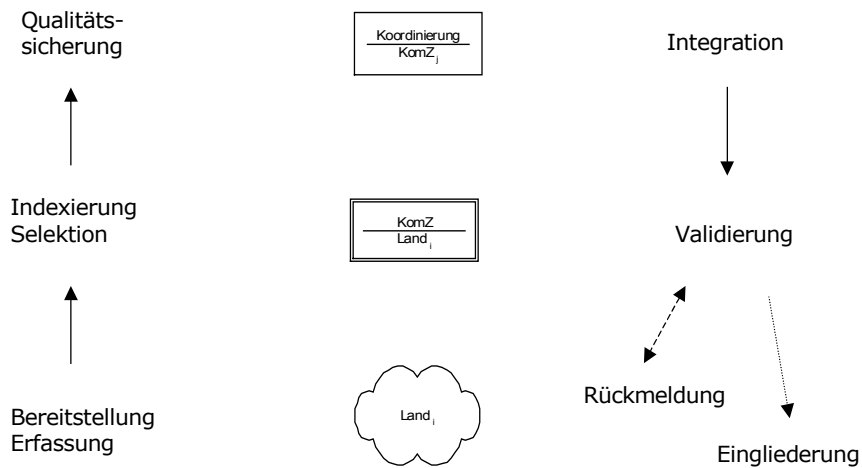 Qualitäts-
sicherung
Koordinierung
KomZ j
Integration
Indexierung
Selektion
KomZ
Land i
Validierung
Bereitstellung
Erfassung
Land i
Rückmeldung
Eingliederung